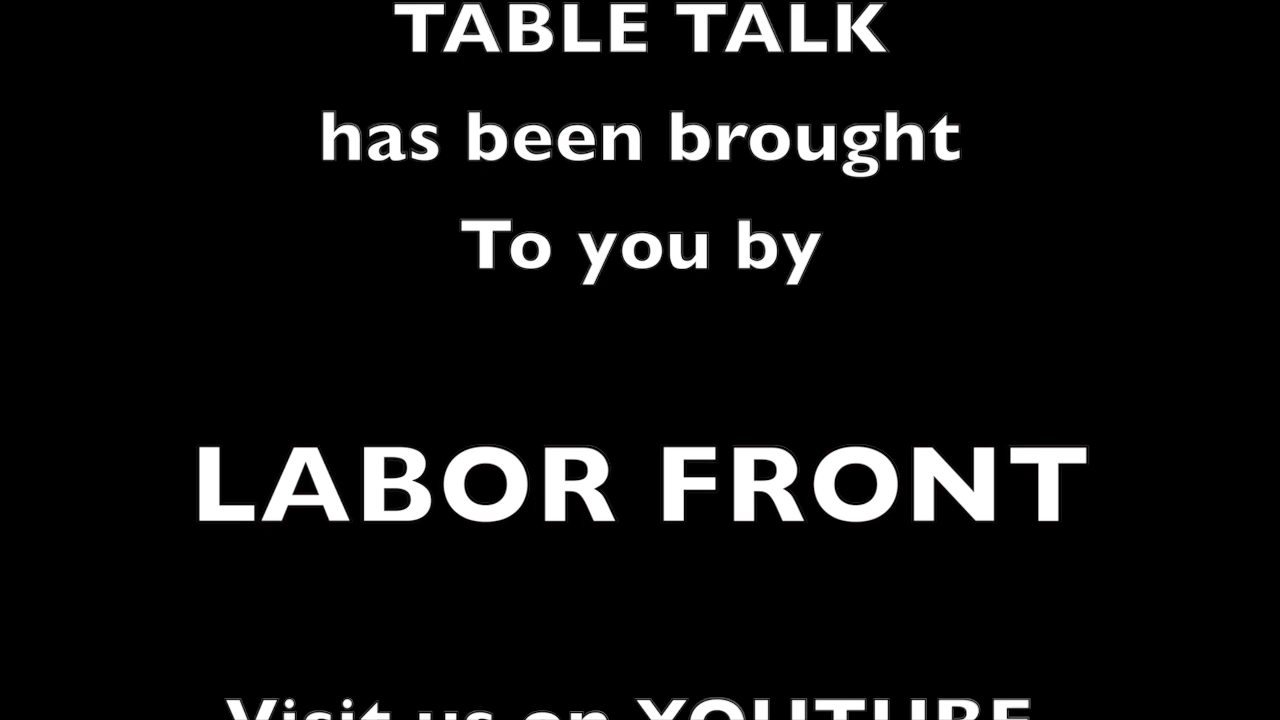 TABLE TALK
has been brought
To you by
LABOR FRONT
Visit us on YOUTUBE